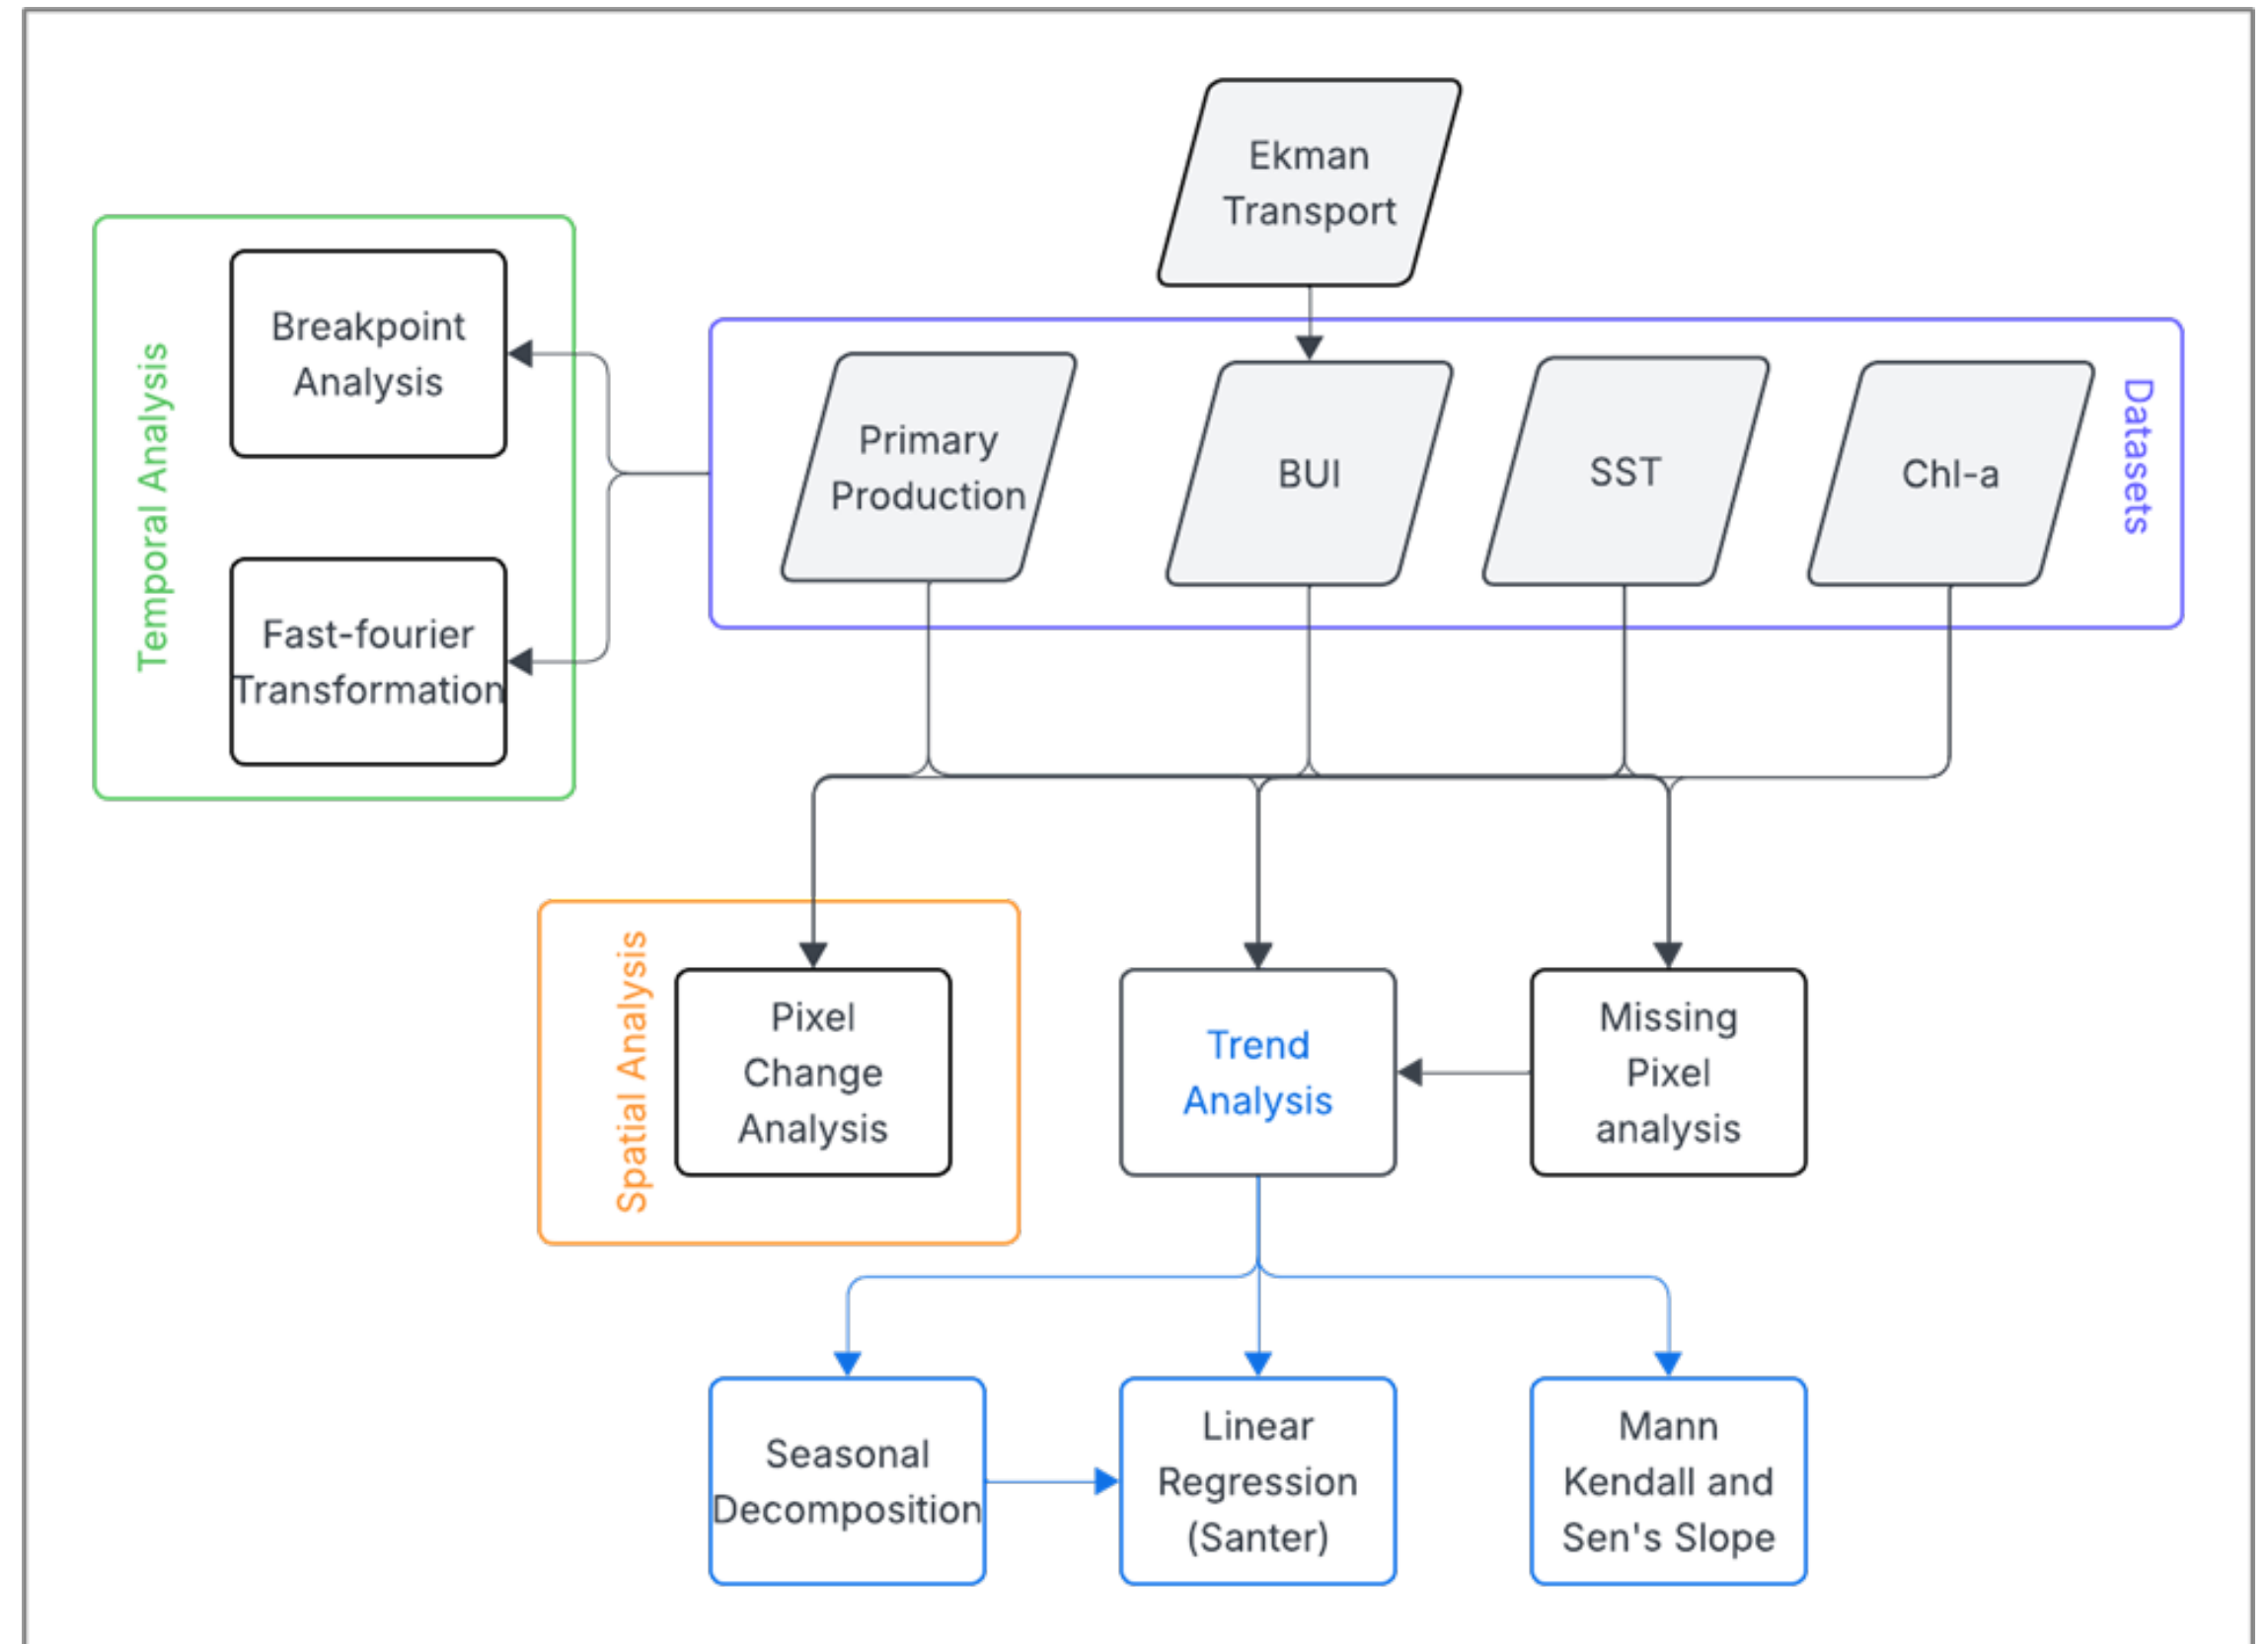 Ekman
Transport
Temporal Analysis
Breakpoint
Analysis
Fast-fourier
Transformation
Primary
Production
BUI
SST
Chl-a
Datasets
Spatial Analysis
Pixel
Change
Analysis
Trend
Analysis
Missing
Pixel
analysis
Seasonal
Decomposition
Linear
Regression
(Santer)
Mann
Kendall and
Sen's Slope